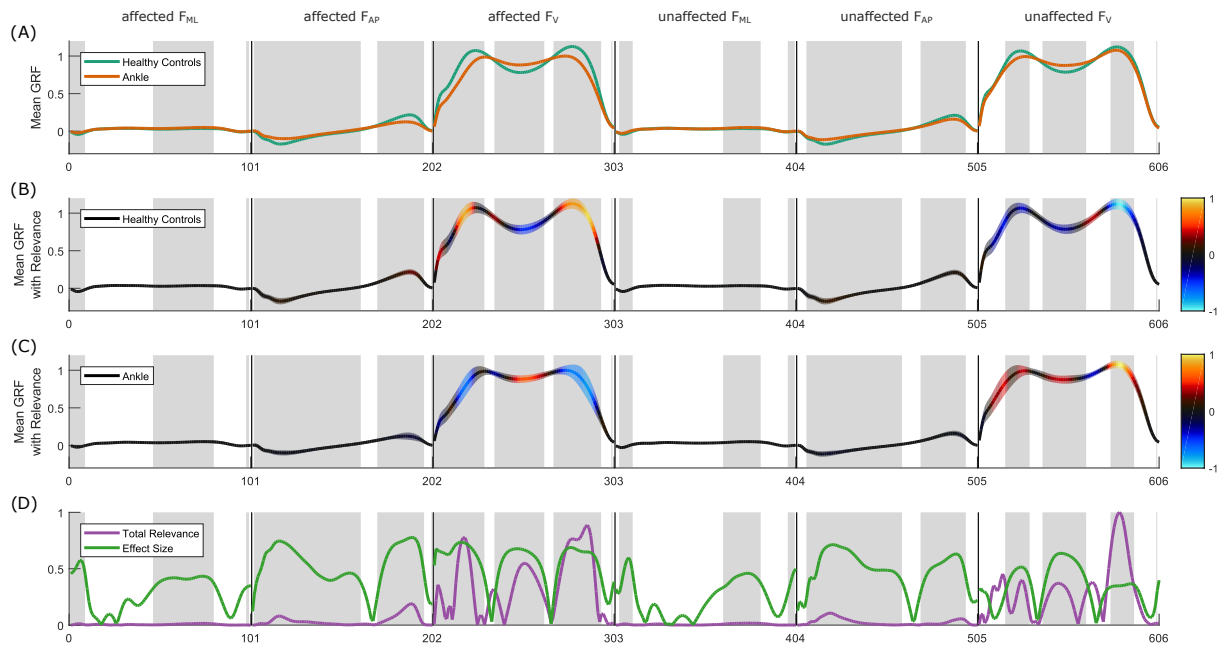 affected F_ML affected F_AP affected F_V unaffected F_ML unaffected F_AP unaffected F_V
(A)
Mean GRF
1
0.5
0
Healthy Controls
Ankle
0 101 202 303 404 505 606
(B)
Mean GRF
with Relevance
1
0.5
0
Healthy Controls
1
0
-1
0 101 202 303 404 505 606
(C)
Mean GRF
with Relevance
1
0.5
0
Ankle
1
0
-1
0 101 202 303 404 505 606
(D)
1
0.5
0
Total Relevance
Effect Size
0 101 202 303 404 505 606